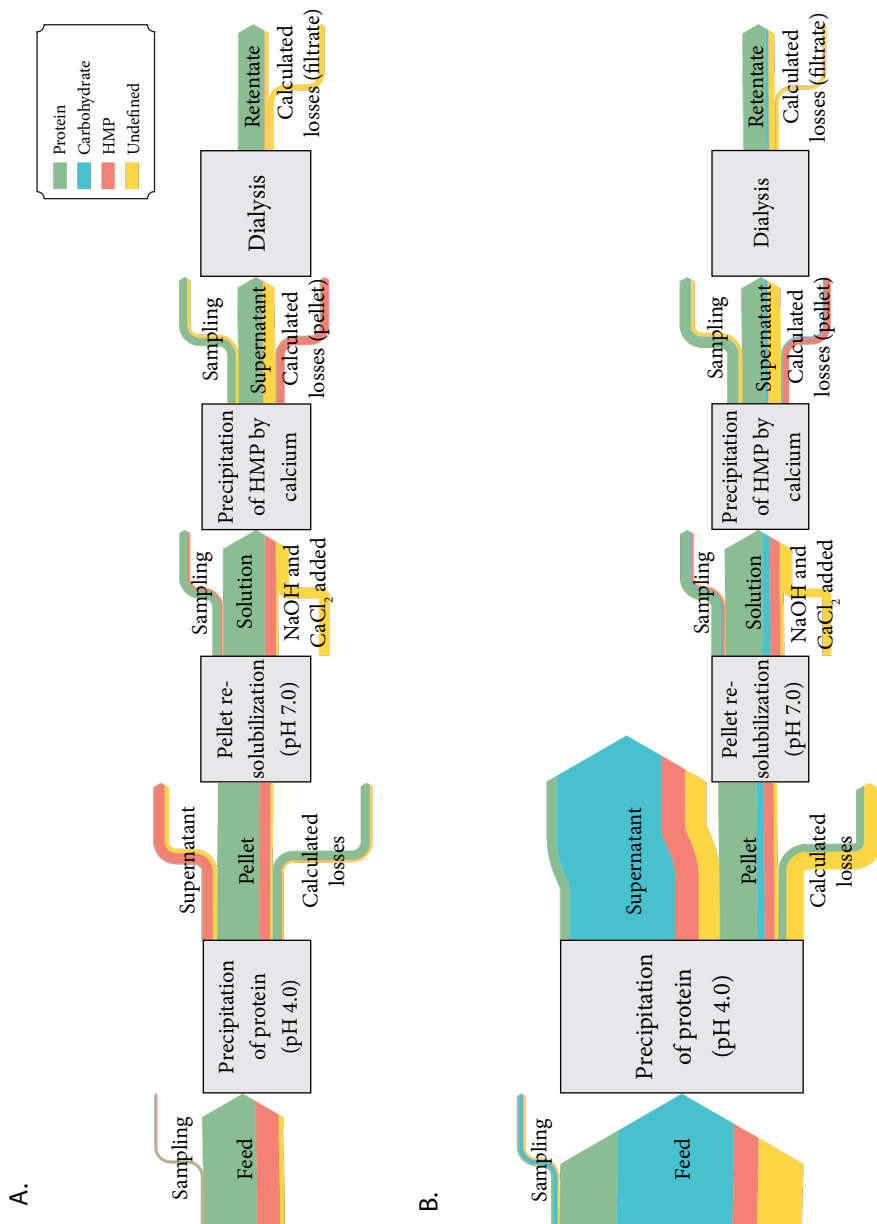 A.
Sampling
Feed
Precipitation
of protein
(pH 4.0)
Supernatant
Pellet
Calculated
losses
Pellet re-
solubilization
(pH 7.0)
Sampling
Solution
NaOH and
CaCl₂ added
Precipitation
of HMP by
calcium
Sampling
Supernatant
Calculated
losses (pellet)
Dialysis
Retentate
Calculated
losses (filtrate)
Protein
Carbohydrate
HMP
Undefined
B.
Sampling
Feed
Precipitation
of protein
(pH 4.0)
Supernatant
Pellet
Calculated
losses
Pellet re-
solubilization
(pH 7.0)
Sampling
Solution
NaOH and
CaCl₂ added
Precipitation
of HMP by
calcium
Sampling
Supernatant
Calculated
losses (pellet)
Dialysis
Retentate
Calculated
losses (filtrate)